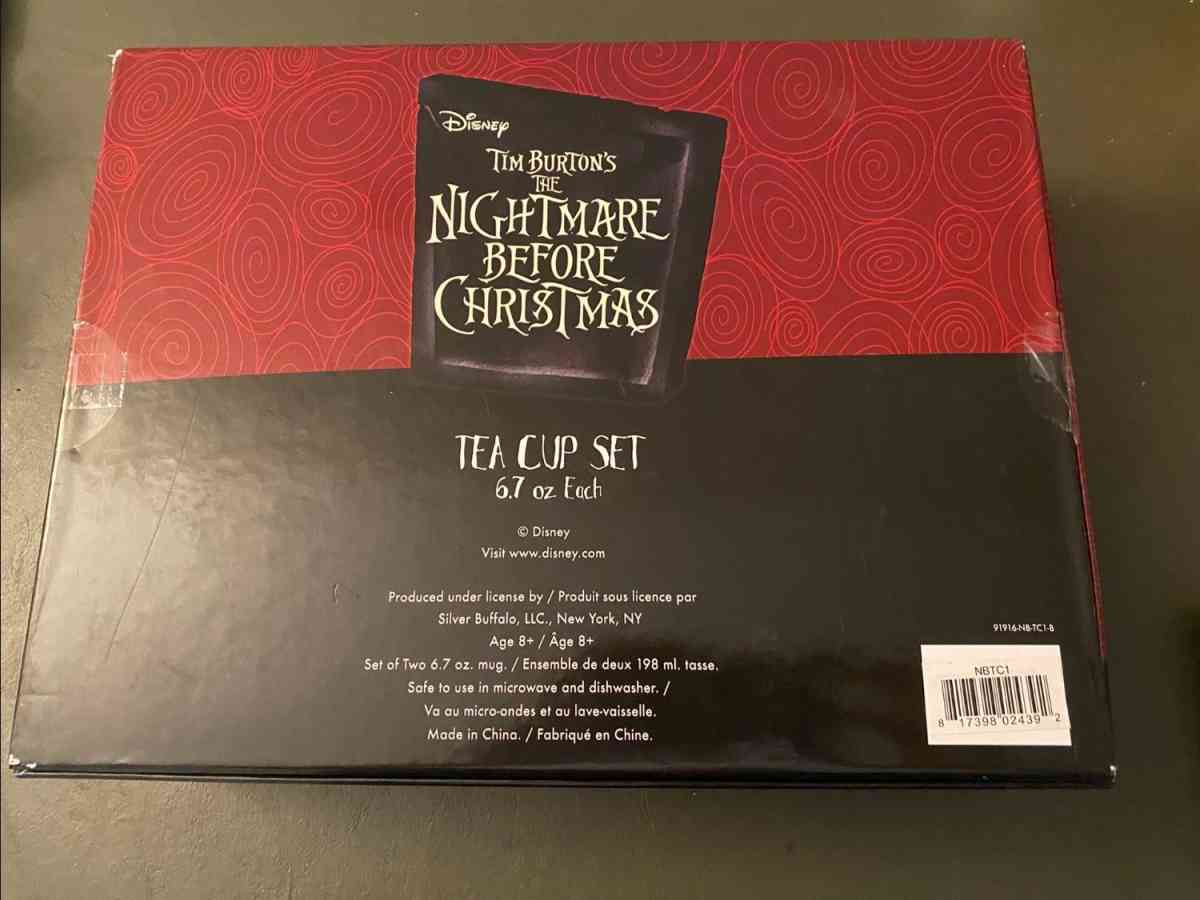 Disney
TIM BURTON'S
THE
NIGHTMARE
BEFORE
CHRISTMAS
TEA CUP SET
6.7 oz Each
© Disney
Visit www.disney.com
Produced under license by / Produit sous licence par
Silver Buffalo, LLC., New York, NY
Age 8+ / Âge 8+
Set of Two 6.7 oz. mug. / Ensemble de deux 198 ml. tasse.
Safe to use in microwave and dishwasher. /
Va au micro-ondes et au lave-vaisselle.
Made in China. / Fabriqué en Chine.
91916-NB-TC1-B
NBTC1
8 17398 02439 2